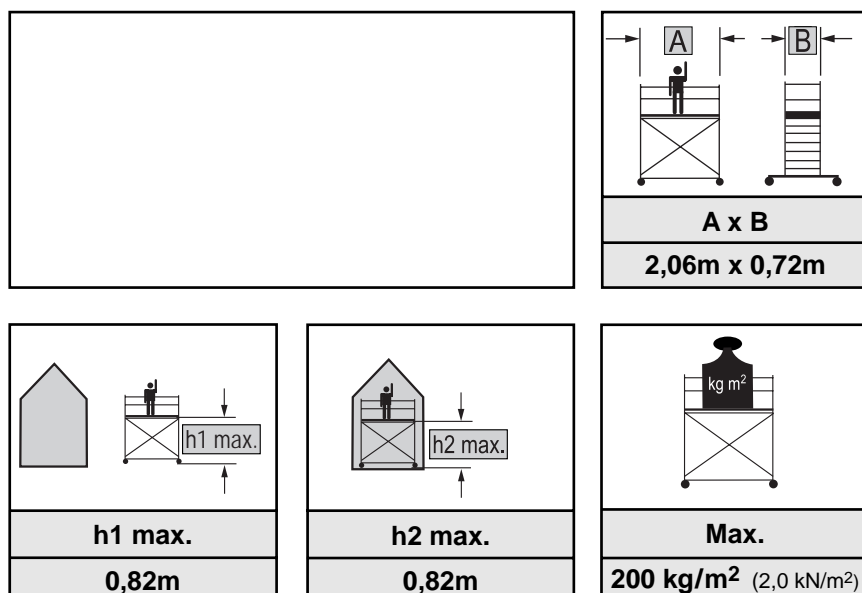 A
B
A x B
2,06m x 0,72m
h1 max.
h1 max.
0,82m
h2 max.
h2 max.
0,82m
kg m²
Max.
200 kg/m² (2,0 kN/m²)